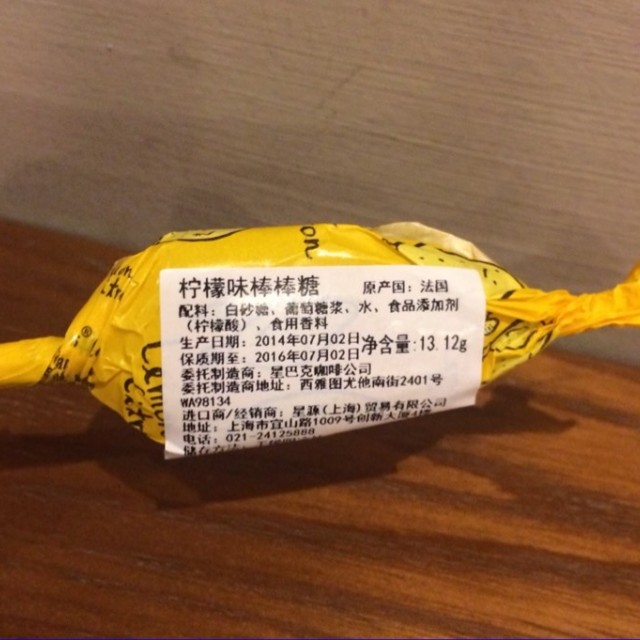 柠檬味棒棒糖 原产国：法国
配料：白砂糖、葡萄糖浆、水、食品添加剂
（柠檬酸）、食用香料
生产日期：2014年07月02日
净含量：13.12g
保质期至：2016年07月02日
委托制造商：星巴克咖啡公司
委托制造商地址：西雅图尤他南街2401号
WA98134
进口商/经销商：星源(上海)贸易有限公司
地址：上海市宜山路1009号创新大厦
电话：021-24125888
储存方法：
on
Lemon